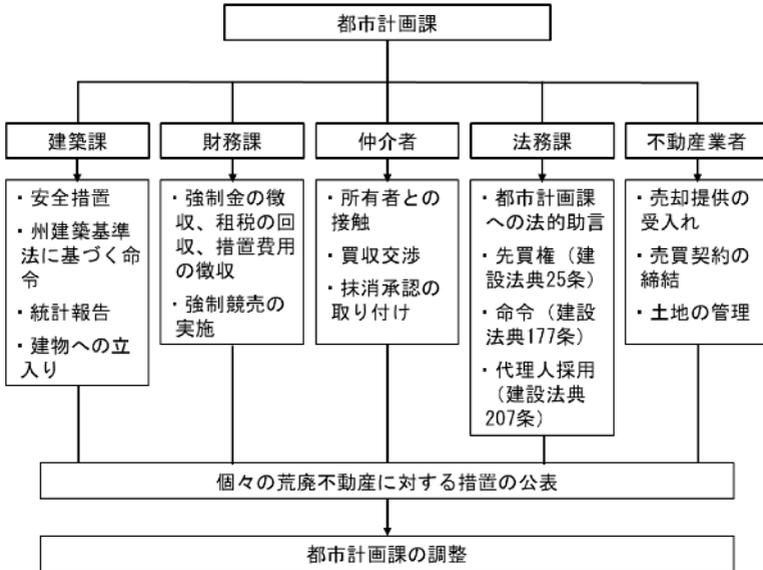 都市計画課
建築課
財務課
仲介者
法務課
不動産業者
・安全措置
・州建築基準
法に基づく命
令
・統計報告
・建物への立
入り
・強制金の徴
収、租税の回
収、措置費用
の徴収
・強制競売の
実施
・所有者との
接触
・買収交渉
・抹消承認の
取り付け
・都市計画課
への法的助言
・先買権（建
設法典25条）
・命令（建設
法典177条）
・代理人採用
（建設法典
207条）
・売却提供の
受入れ
・売買契約の
締結
・土地の管理
個々の荒廃不動産に対する措置の公表
都市計画課の調整